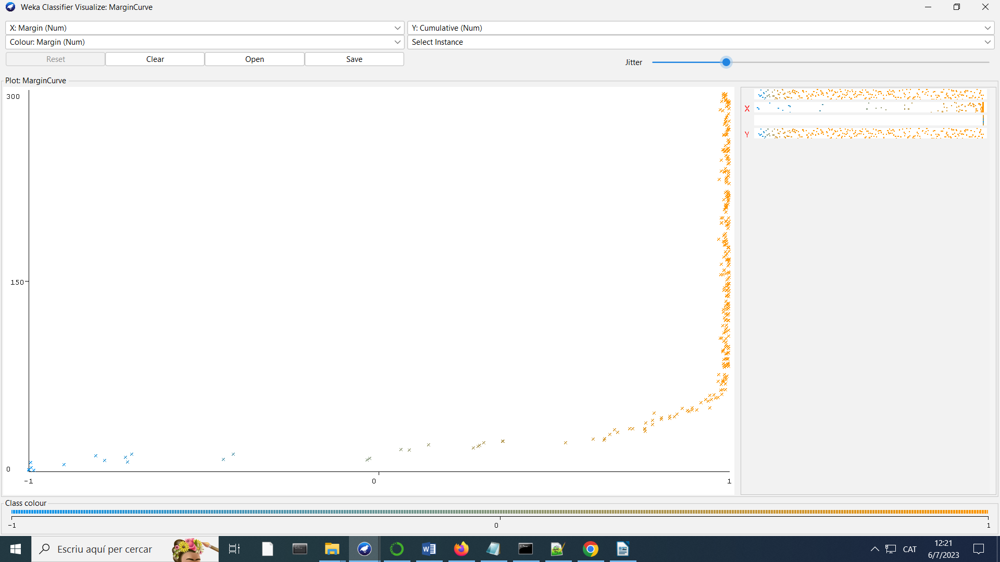 Weka Classifier Visualize: MarginCurve
X: Margin (Num)
Y: Cumulative (Num)
Colour: Margin (Num)
Select Instance
Reset
Clear
Open
Save
Jitter
Plot: MarginCurve
300
150
0
-1
0
1
X
Y
Class colour
-1
0
1
Escriu aquí per cercar
CAT
12:21
6/7/2023